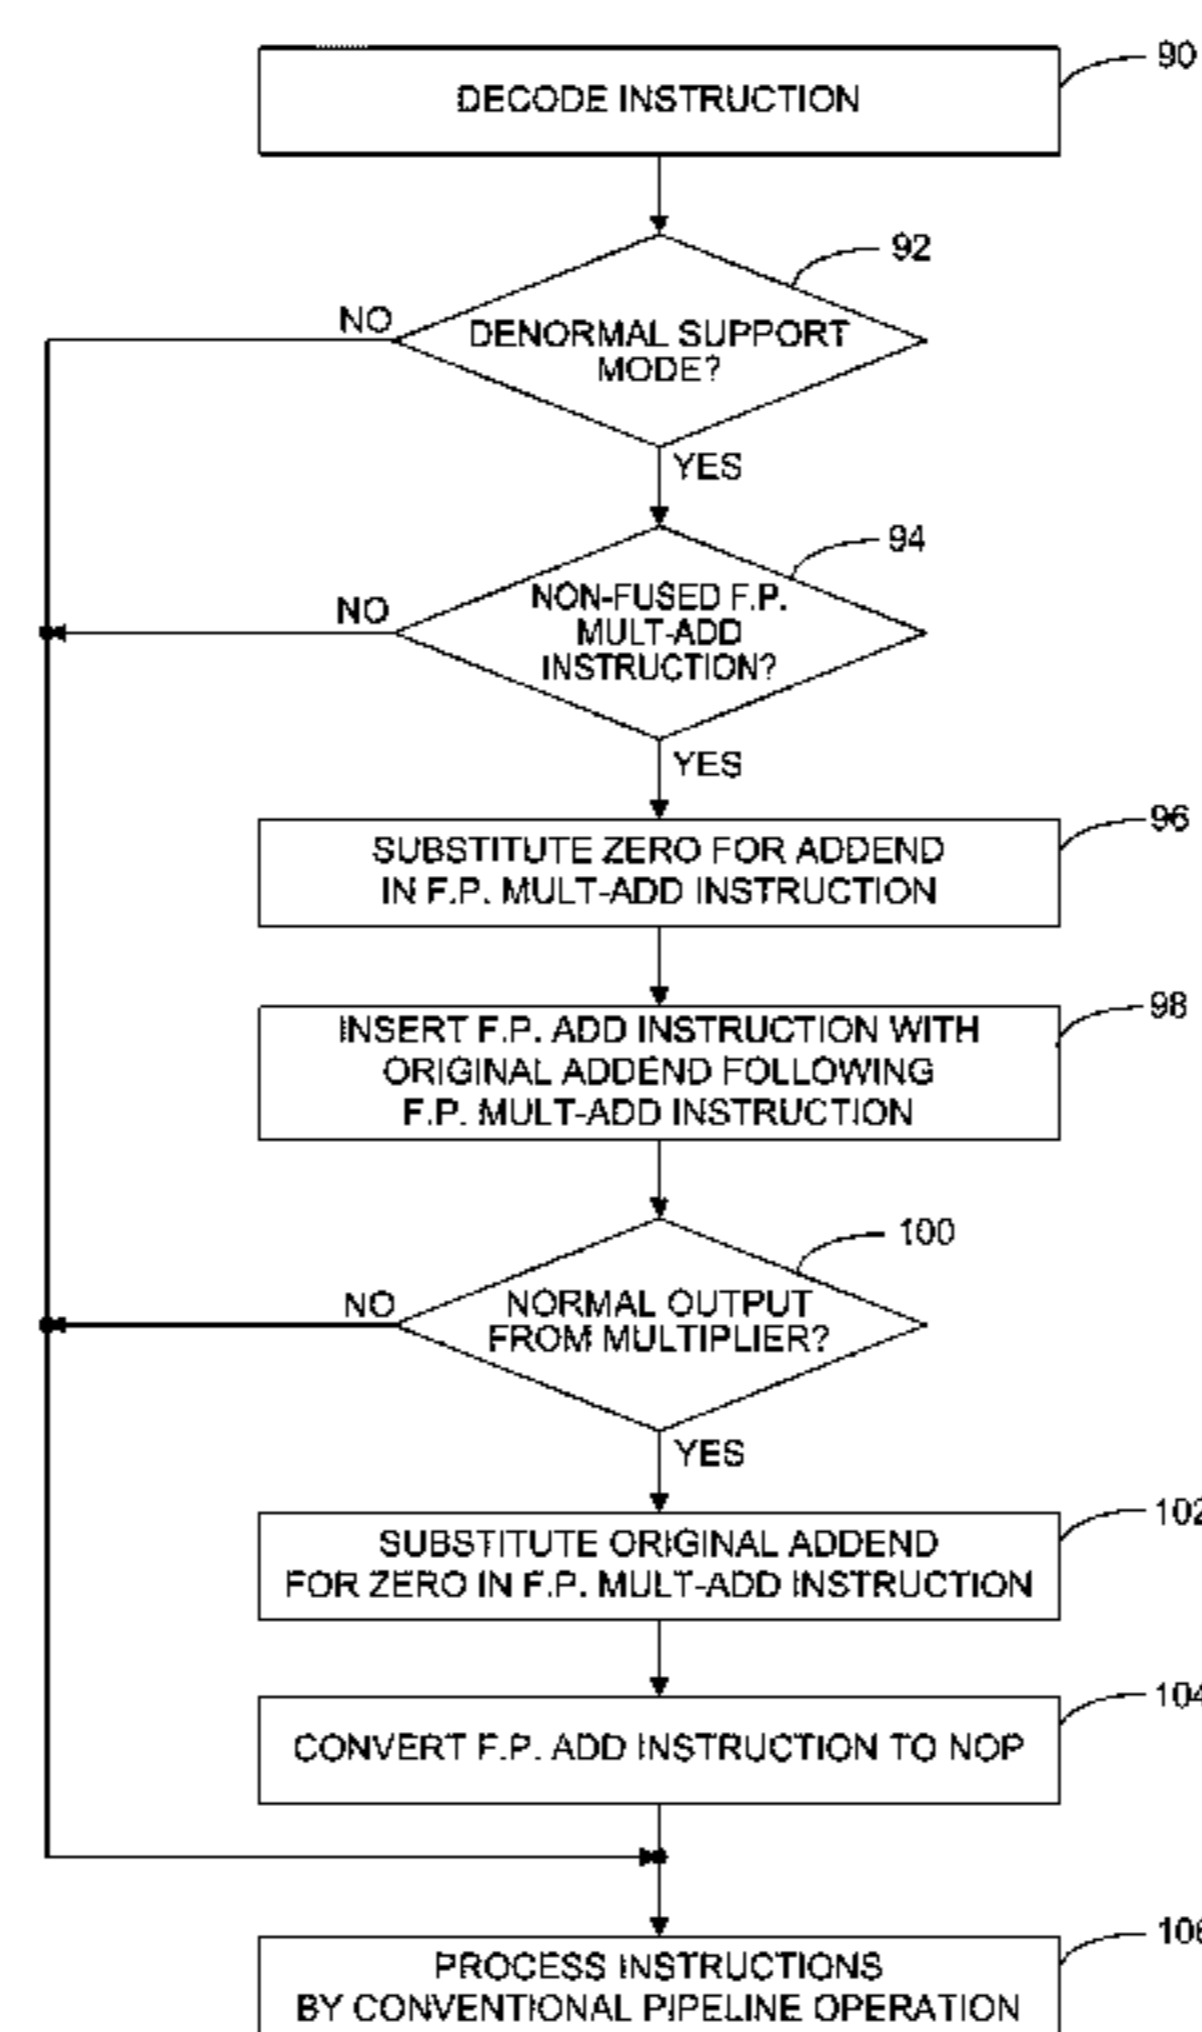 90
DECODE INSTRUCTION
92
NO
DENORMAL SUPPORT
MODE?
YES
94
NO
NON-FUSED F.P.
MULT-ADD
INSTRUCTION?
YES
96
SUBSTITUTE ZERO FOR ADDEND
IN F.P. MULT-ADD INSTRUCTION
98
INSERT F.P. ADD INSTRUCTION WITH
ORIGINAL ADDEND FOLLOWING
F.P. MULT-ADD INSTRUCTION
100
NO
NORMAL OUTPUT
FROM MULTIPLIER?
YES
102
SUBSTITUTE ORIGINAL ADDEND
FOR ZERO IN F.P. MULT-ADD INSTRUCTION
104
CONVERT F.P. ADD INSTRUCTION TO NOP
106
PROCESS INSTRUCTIONS
BY CONVENTIONAL PIPELINE OPERATION